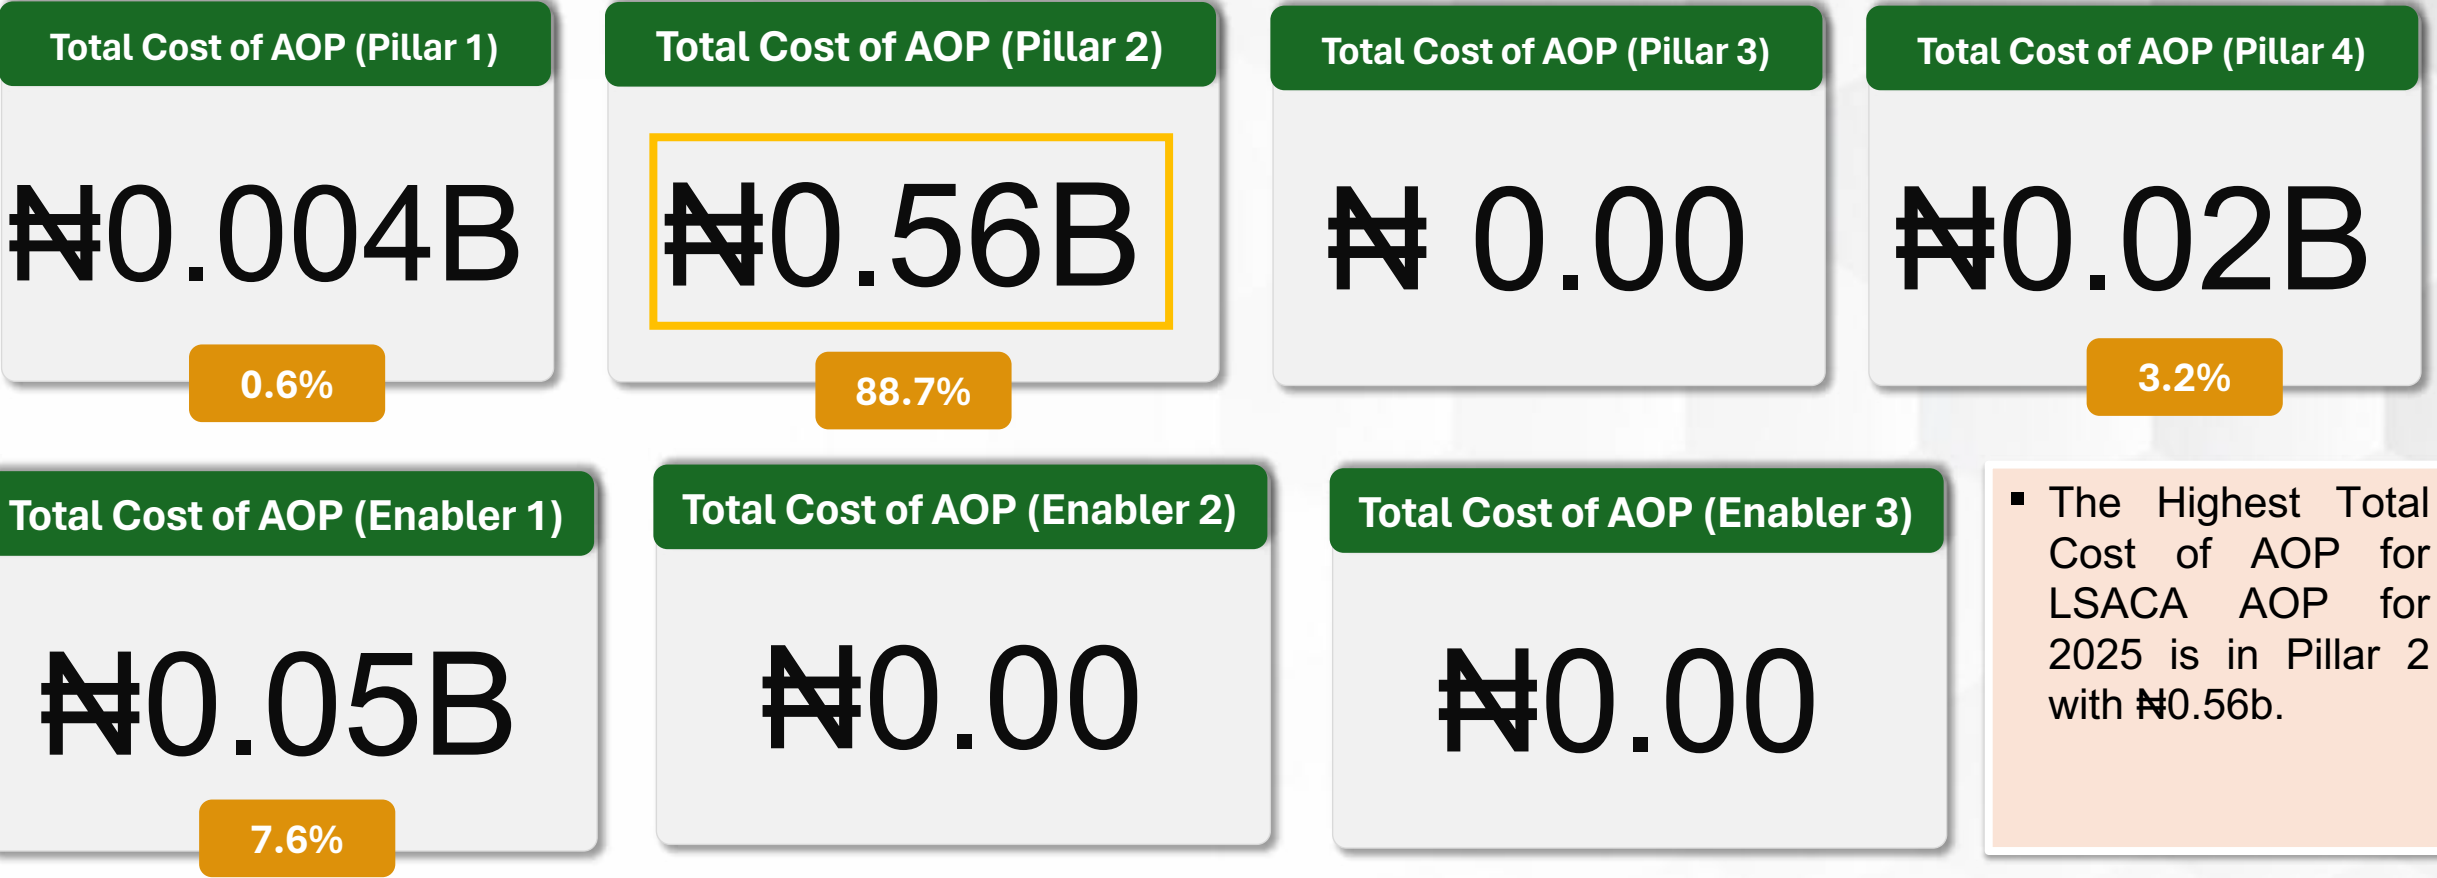 Total Cost of AOP (Pillar 1)
₦0.004B
0.6%
Total Cost of AOP (Pillar 2)
₦0.56B
88.7%
Total Cost of AOP (Pillar 3)
₦ 0.00
Total Cost of AOP (Pillar 4)
₦0.02B
3.2%
Total Cost of AOP (Enabler 1)
₦0.05B
7.6%
Total Cost of AOP (Enabler 2)
₦0.00
Total Cost of AOP (Enabler 3)
₦0.00
▪ The Highest Total
Cost of AOP for
LSACA AOP for
2025 is in Pillar 2
with ₦0.56b.